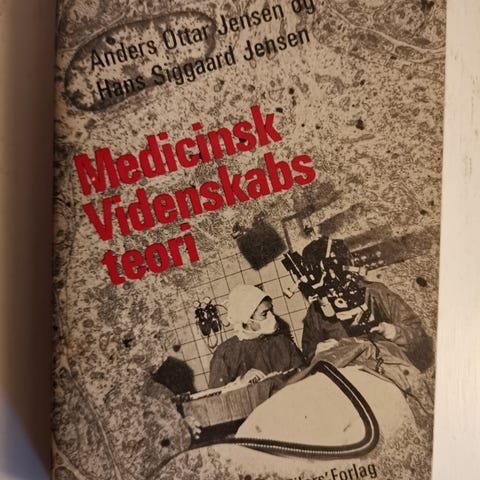 Anders Ottar Jensen og
Hans Siggaard Jensen
Medicinsk
Videnskabs
teori
Forlag